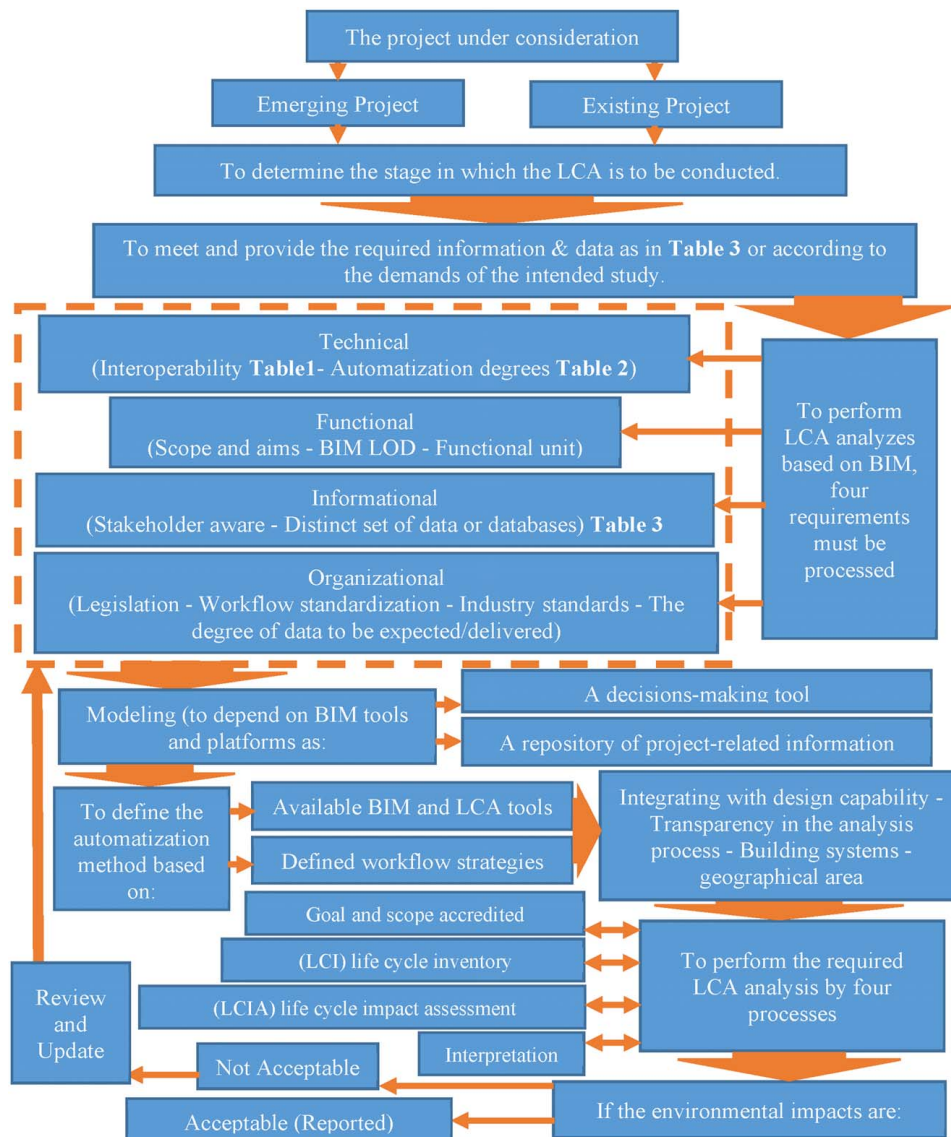 The project under consideration
Emerging Project
Existing Project
To determine the stage in which the LCA is to be conducted.
To meet and provide the required information & data as in Table 3 or according to
the demands of the intended study.
Technical
(Interoperability Table1- Automatization degrees Table 2)
Functional
(Scope and aims - BIM LOD - Functional unit)
Informational
(Stakeholder aware - Distinct set of data or databases) Table 3
Organizational
(Legislation - Workflow standardization - Industry standards - The
degree of data to be expected/delivered)
To perform
LCA analyzes
based on BIM,
four
requirements
must be
processed
Modeling (to depend on BIM tools
and platforms as:
A decisions-making tool
A repository of project-related information
To define the
automatization
method based
on:
Available BIM and LCA tools
Defined workflow strategies
Integrating with design capability -
Transparency in the analysis
process - Building systems -
geographical area
Goal and scope accredited
(LCI) life cycle inventory
(LCIA) life cycle impact assessment
Interpretation
To perform the required
LCA analysis by four
processes
Review
and
Update
Not Acceptable
Acceptable (Reported)
If the environmental impacts are: